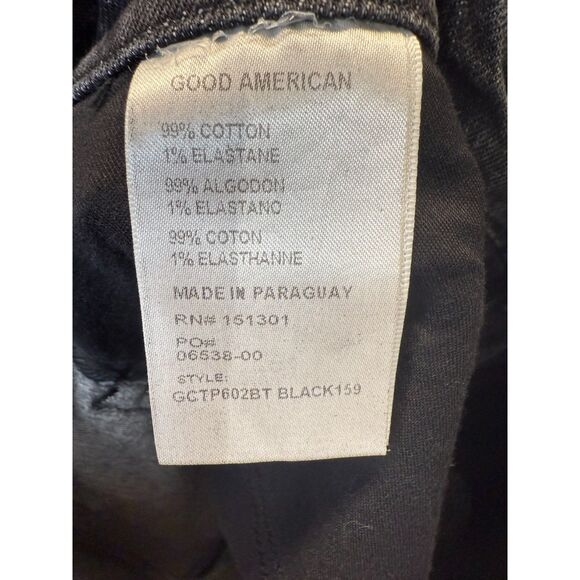 GOOD AMERICAN
99% COTTON
1% ELASTANE
99% ALGODON
1% ELASTANO
99% COTON
1% ELASTHANNE
MADE IN PARAGUAY
RN# 151301
PO#
06538-00
STYLE:
GCTP602BT BLACK159